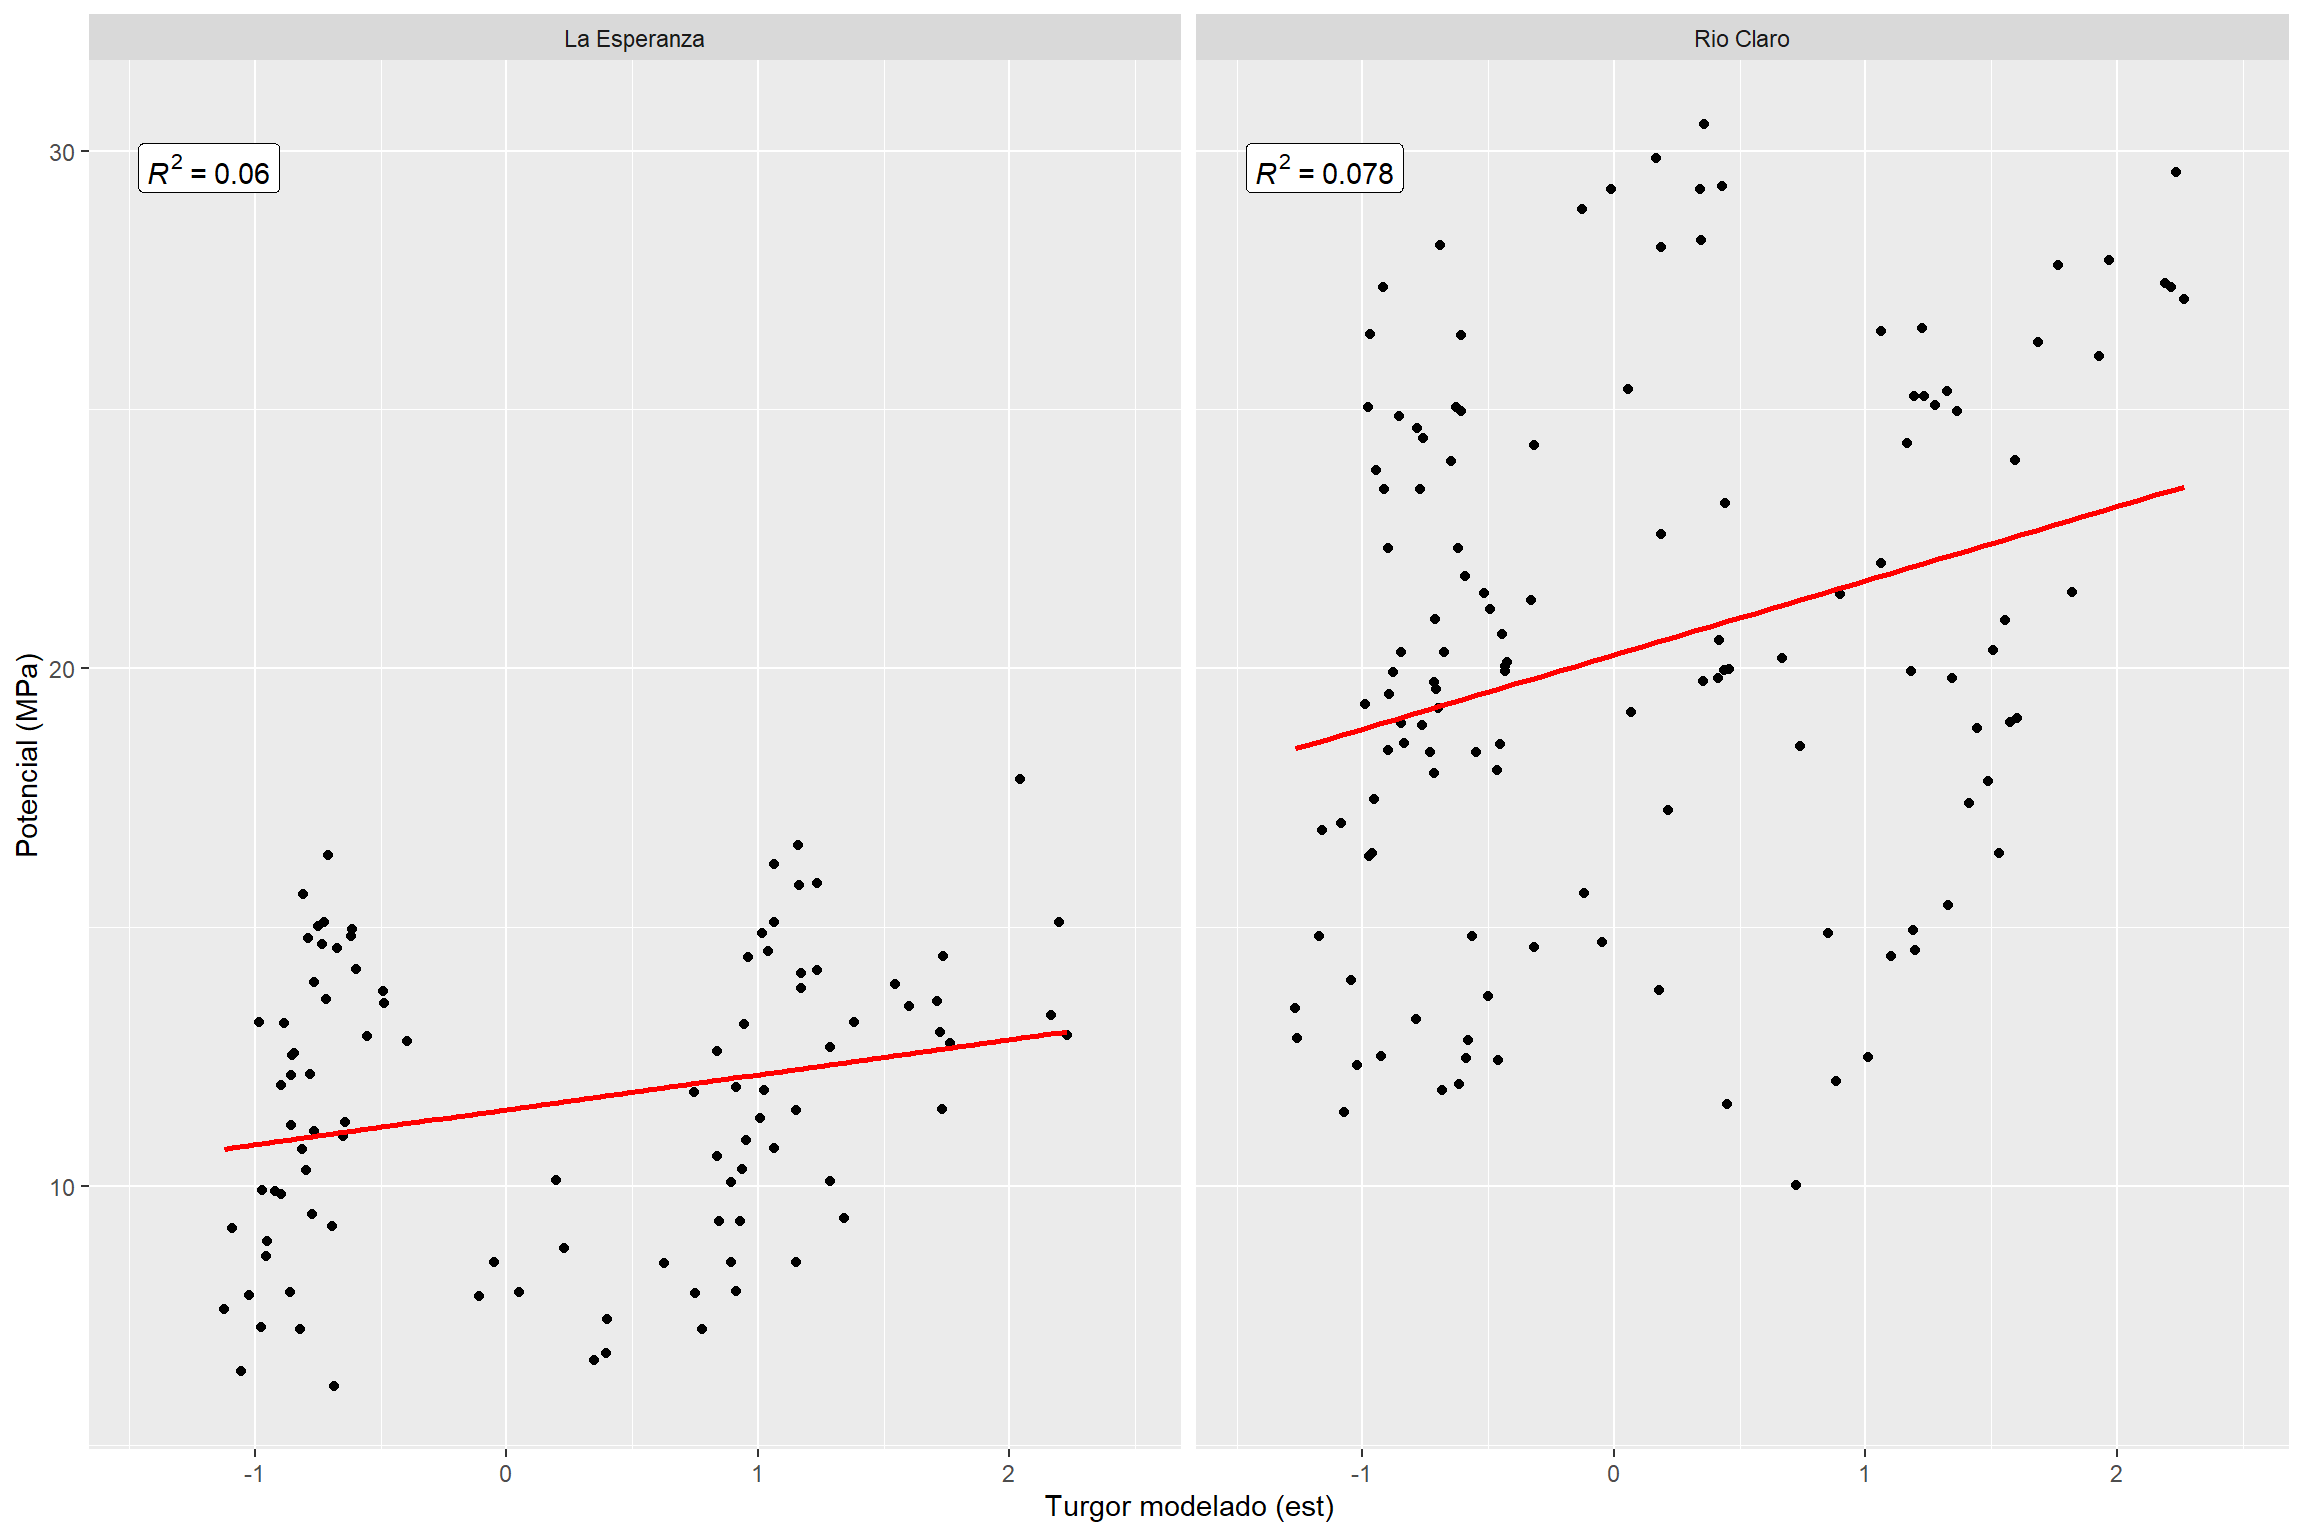 La Esperanza
Rio Claro
R² = 0.06
R² = 0.078
30
20
10
Potencial (MPa)
-1 0 1 2
-1 0 1 2
Turgor modelado (est)